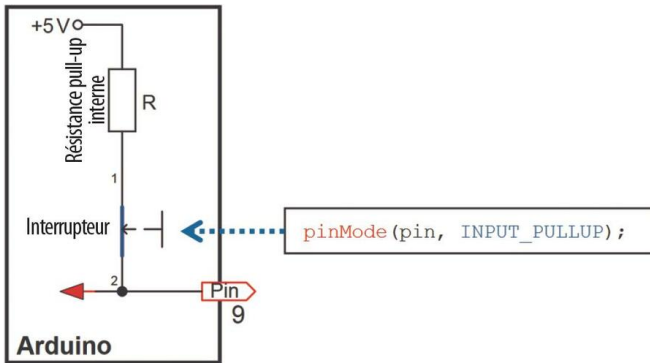 +5V
Résistance pull-up
interne
R
1
Interrupteur
pinMode(pin, INPUT_PULLUP);
2
Pin
9
Arduino